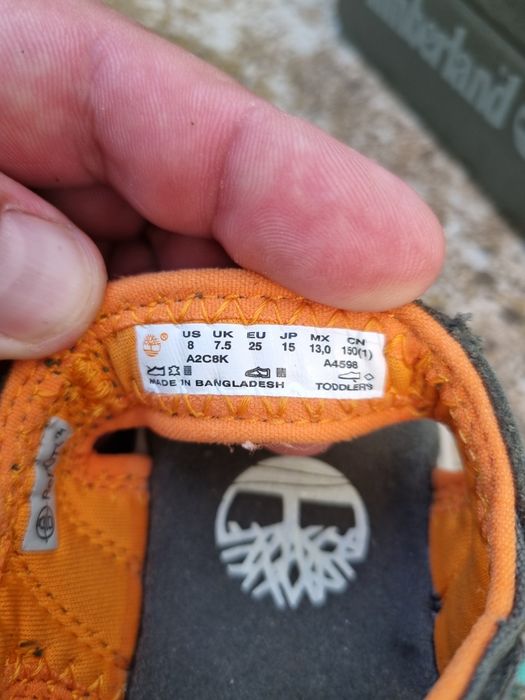 Timberland
US UK EU JP MX CN
8 7.5 25 15 13,0 150(1)
A2C8K A4598
MADE IN BANGLADESH TODDLERS